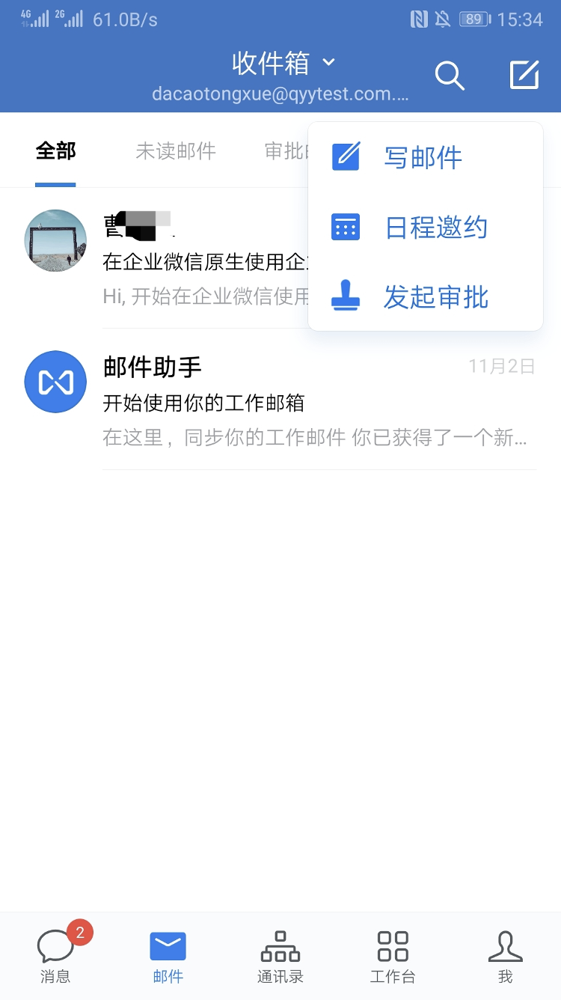 4G 2G 61.0B/s 89 15:34
收件箱
dacaotongxue@qyytest.com....
全部 未读邮件 审批
写邮件
日程邀约
发起审批
曹
在企业微信原生使用企
Hi, 开始在企业微信使用
邮件助手 11月2日
开始使用你的工作邮箱
在这里，同步你的工作邮件 你已获得了一个新...
2
消息 邮件 通讯录 工作台 我